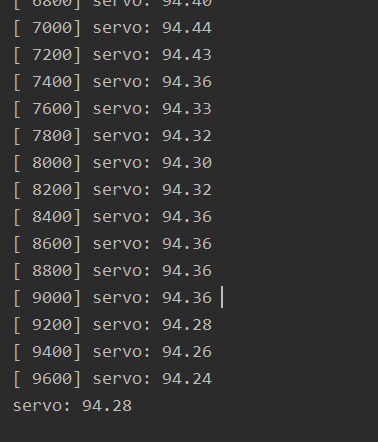 [ 6800] servo: 94.40
[ 7000] servo: 94.44
[ 7200] servo: 94.43
[ 7400] servo: 94.36
[ 7600] servo: 94.33
[ 7800] servo: 94.32
[ 8000] servo: 94.30
[ 8200] servo: 94.32
[ 8400] servo: 94.36
[ 8600] servo: 94.36
[ 8800] servo: 94.36
[ 9000] servo: 94.36
[ 9200] servo: 94.28
[ 9400] servo: 94.26
[ 9600] servo: 94.24
servo: 94.28